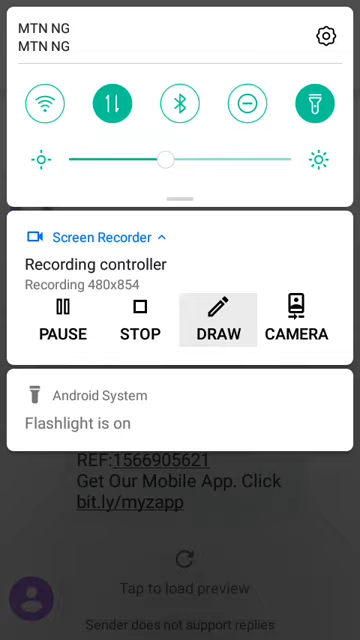 MTN NG
MTN NG
Screen Recorder
Recording controller
Recording 480x854
PAUSE STOP DRAW CAMERA
Android System
Flashlight is on
REF:1566905621
Get Our Mobile App. Click
bit.ly/myzapp
Tap to load preview
Sender does not support replies